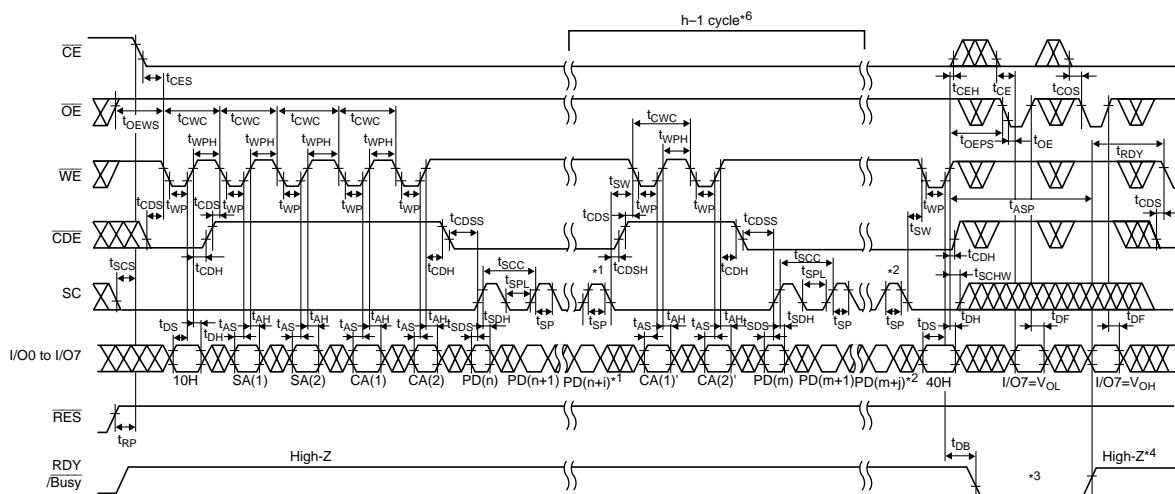 h–1 cycle*6
CE
tCES
tCEH
tCE
tCOS
OE
tOEWS
tCWC tCWC tCWC tCWC
tCWC
tWPH tWPH tWPH tWPH
tWPH
tOEPS
tOE
tRDY
WE
tCDS
tWP
tCDS
tWP tWP tWP tWP
tSW
tCDS
tWP tWP
tWP
tSW
tASP
tCDS
CDE
tCDH
tCDSS
tCDH
tCDSH
tCDSS
tCDH
tCDH
tSCS
tSCC
tSPL
*1
tSCC
tSPL
*2
tSCHW
SC
tSP
tSP
tSP
tSP
tDS
tDH
tAS
tAH
tAS
tAH
tAS
tAH
tAS
tAH
tSDS
tSDH
tAS
tAH
tAS
tAH
tSDS
tSDH
tDS
tDH
tDF
tDF
I/O0 to I/O7
10H SA(1) SA(2) CA(1) CA(2) PD(n) PD(n+1) PD(n+i)*1 CA(1)' CA(2)' PD(m) PD(m+1) PD(m+j)*2 40H I/O7=VOL I/O7=VOH
RES
tRP
RDY
/Busy
High-Z
tDB
*3
High-Z*4